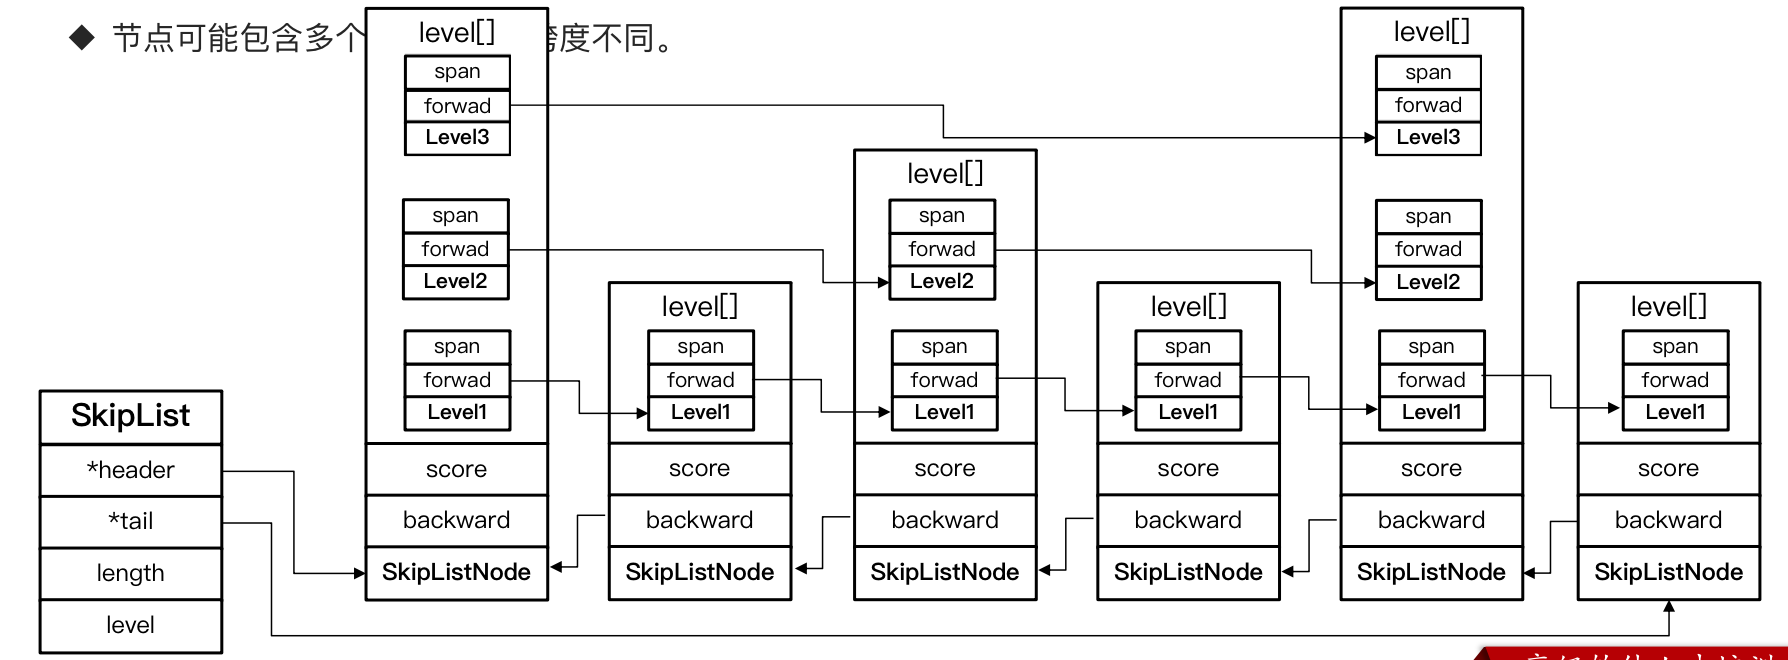 节点可能包含多个
度不同。
SkipList
*header
*tail
length
level
level[]
span
forwad
Level3
span
forwad
Level2
span
forwad
Level1
score
backward
SkipListNode
level[]
span
forwad
Level1
score
backward
SkipListNode
level[]
span
forwad
Level2
span
forwad
Level1
score
backward
SkipListNode
level[]
span
forwad
Level1
score
backward
SkipListNode
level[]
span
forwad
Level3
span
forwad
Level2
span
forwad
Level1
score
backward
SkipListNode
level[]
span
forwad
Level1
score
backward
SkipListNode